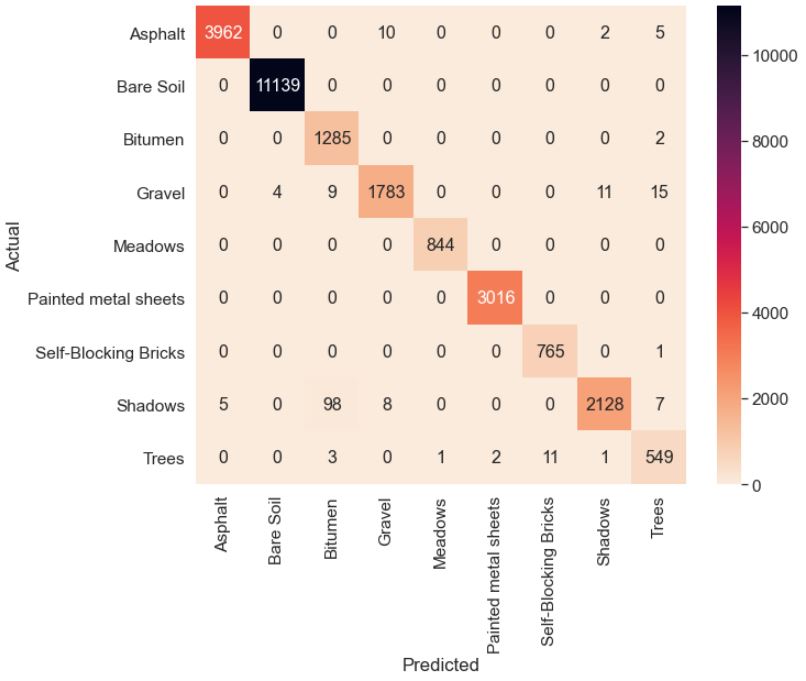 Asphalt 3962 0 0 10 0 0 0 2 5
Bare Soil 0 11139 0 0 0 0 0 0 0
Bitumen 0 0 1285 0 0 0 0 0 2
Gravel 0 4 9 1783 0 0 0 11 15
Meadows 0 0 0 0 844 0 0 0 0
Painted metal sheets 0 0 0 0 0 3016 0 0 0
Self-Blocking Bricks 0 0 0 0 0 0 765 0 1
Shadows 5 0 98 8 0 0 0 2128 7
Trees 0 0 3 0 1 2 11 1 549
Actual
Asphalt
Bare Soil
Bitumen
Gravel
Meadows
Painted metal sheets
Self-Blocking Bricks
Shadows
Trees
Predicted
10000
8000
6000
4000
2000
0